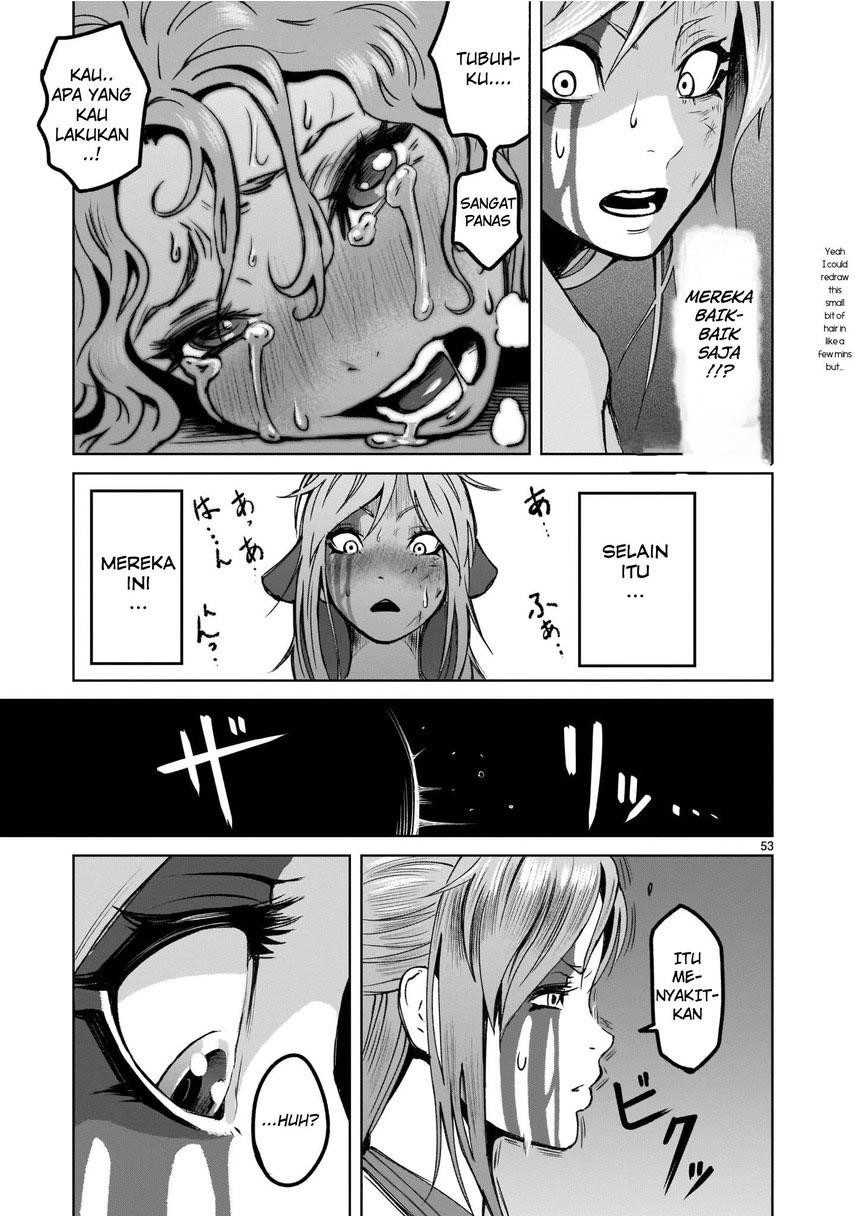 MEREKA
BAIK-
BAIK
SAJA
!!?
TUBUH-
KU....
SANGAT
PANAS
KAU..
APA YANG
KAU
LAKUKAN
..!
Yeah
I could
redraw
this
small
bit of
hair in
like a
few mins
but...
SELAIN
ITU
...
あ..
ふぁ..
あっあ
は...ん
んっ
MEREKA
INI
...
ザ
リッ...
53
ITU
ME-
NYAKIT-
KAN
ビクッ
...HUH?